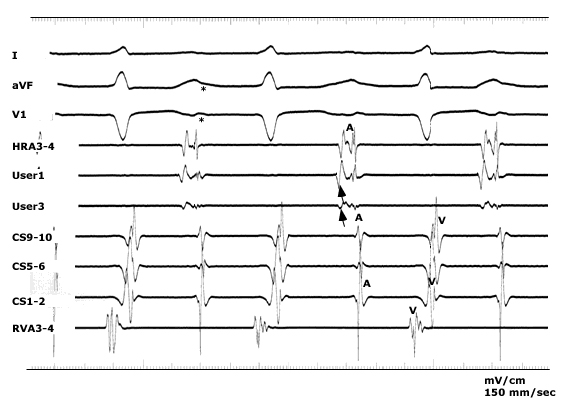 I
aVF
*
V1
*
A
HRA3-4
User1
User3
A
V
CS9-10
CS5-6
V
A
CS1-2
V
RVA3-4
mV/cm
150 mm/sec